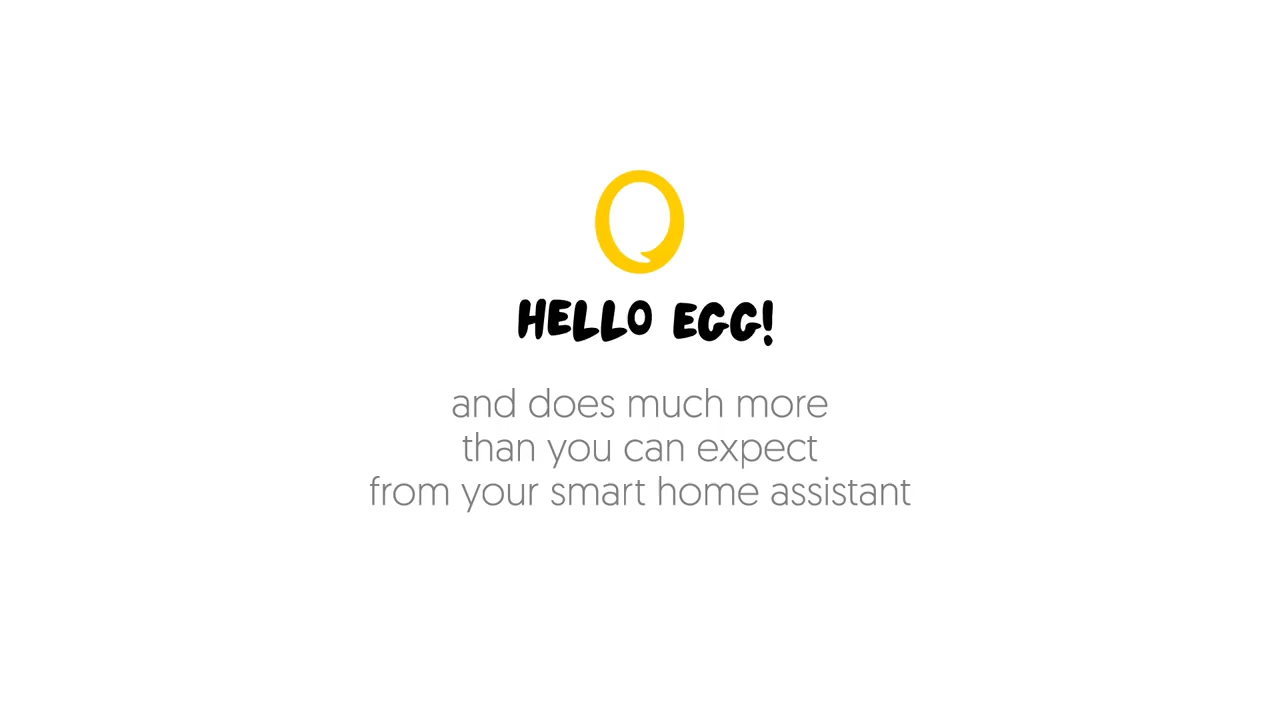 HELLO EGG!
and does much more
than you can expect
from your smart home assistant